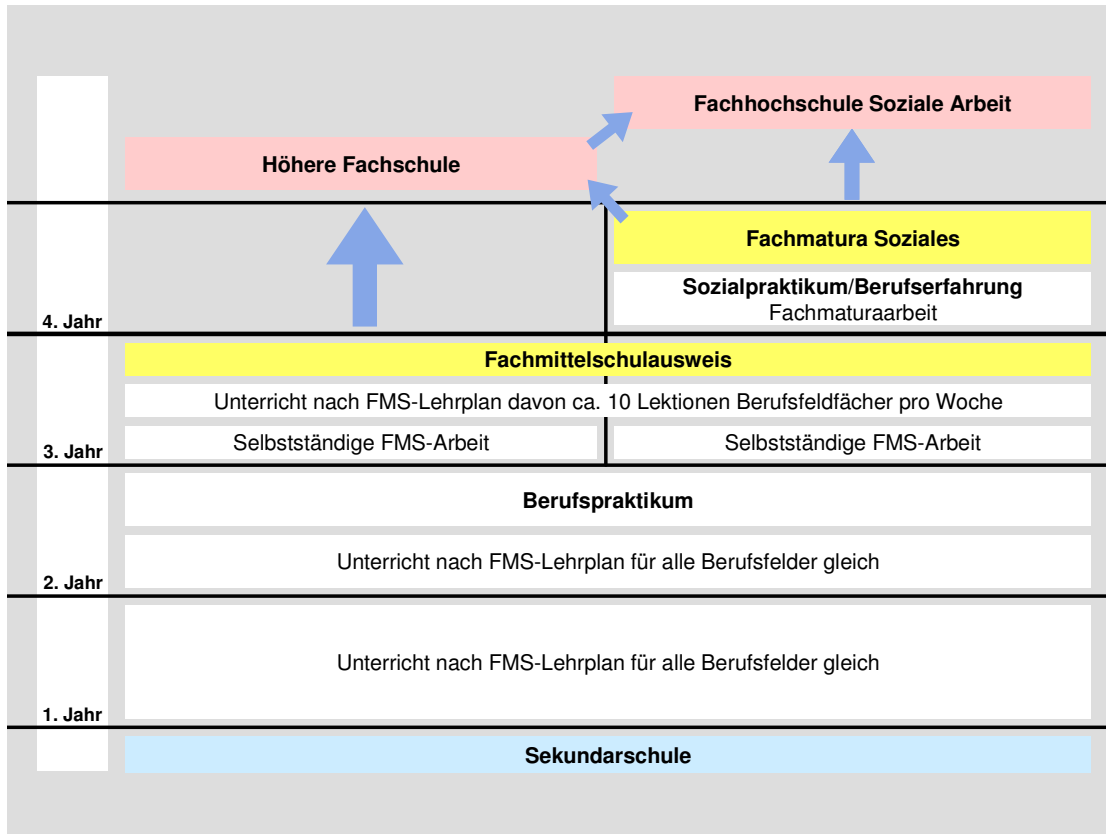 Fachhochschule Soziale Arbeit
Höhere Fachschule
Fachmatura Soziales
Sozialpraktikum/Berufserfahrung
Fachmaturaarbeit
4. Jahr
Fachmittelschulausweis
Unterricht nach FMS-Lehrplan davon ca. 10 Lektionen Berufsfeldfächer pro Woche
Selbstständige FMS-Arbeit
Selbstständige FMS-Arbeit
3. Jahr
Berufspraktikum
Unterricht nach FMS-Lehrplan für alle Berufsfelder gleich
2. Jahr
Unterricht nach FMS-Lehrplan für alle Berufsfelder gleich
1. Jahr
Sekundarschule